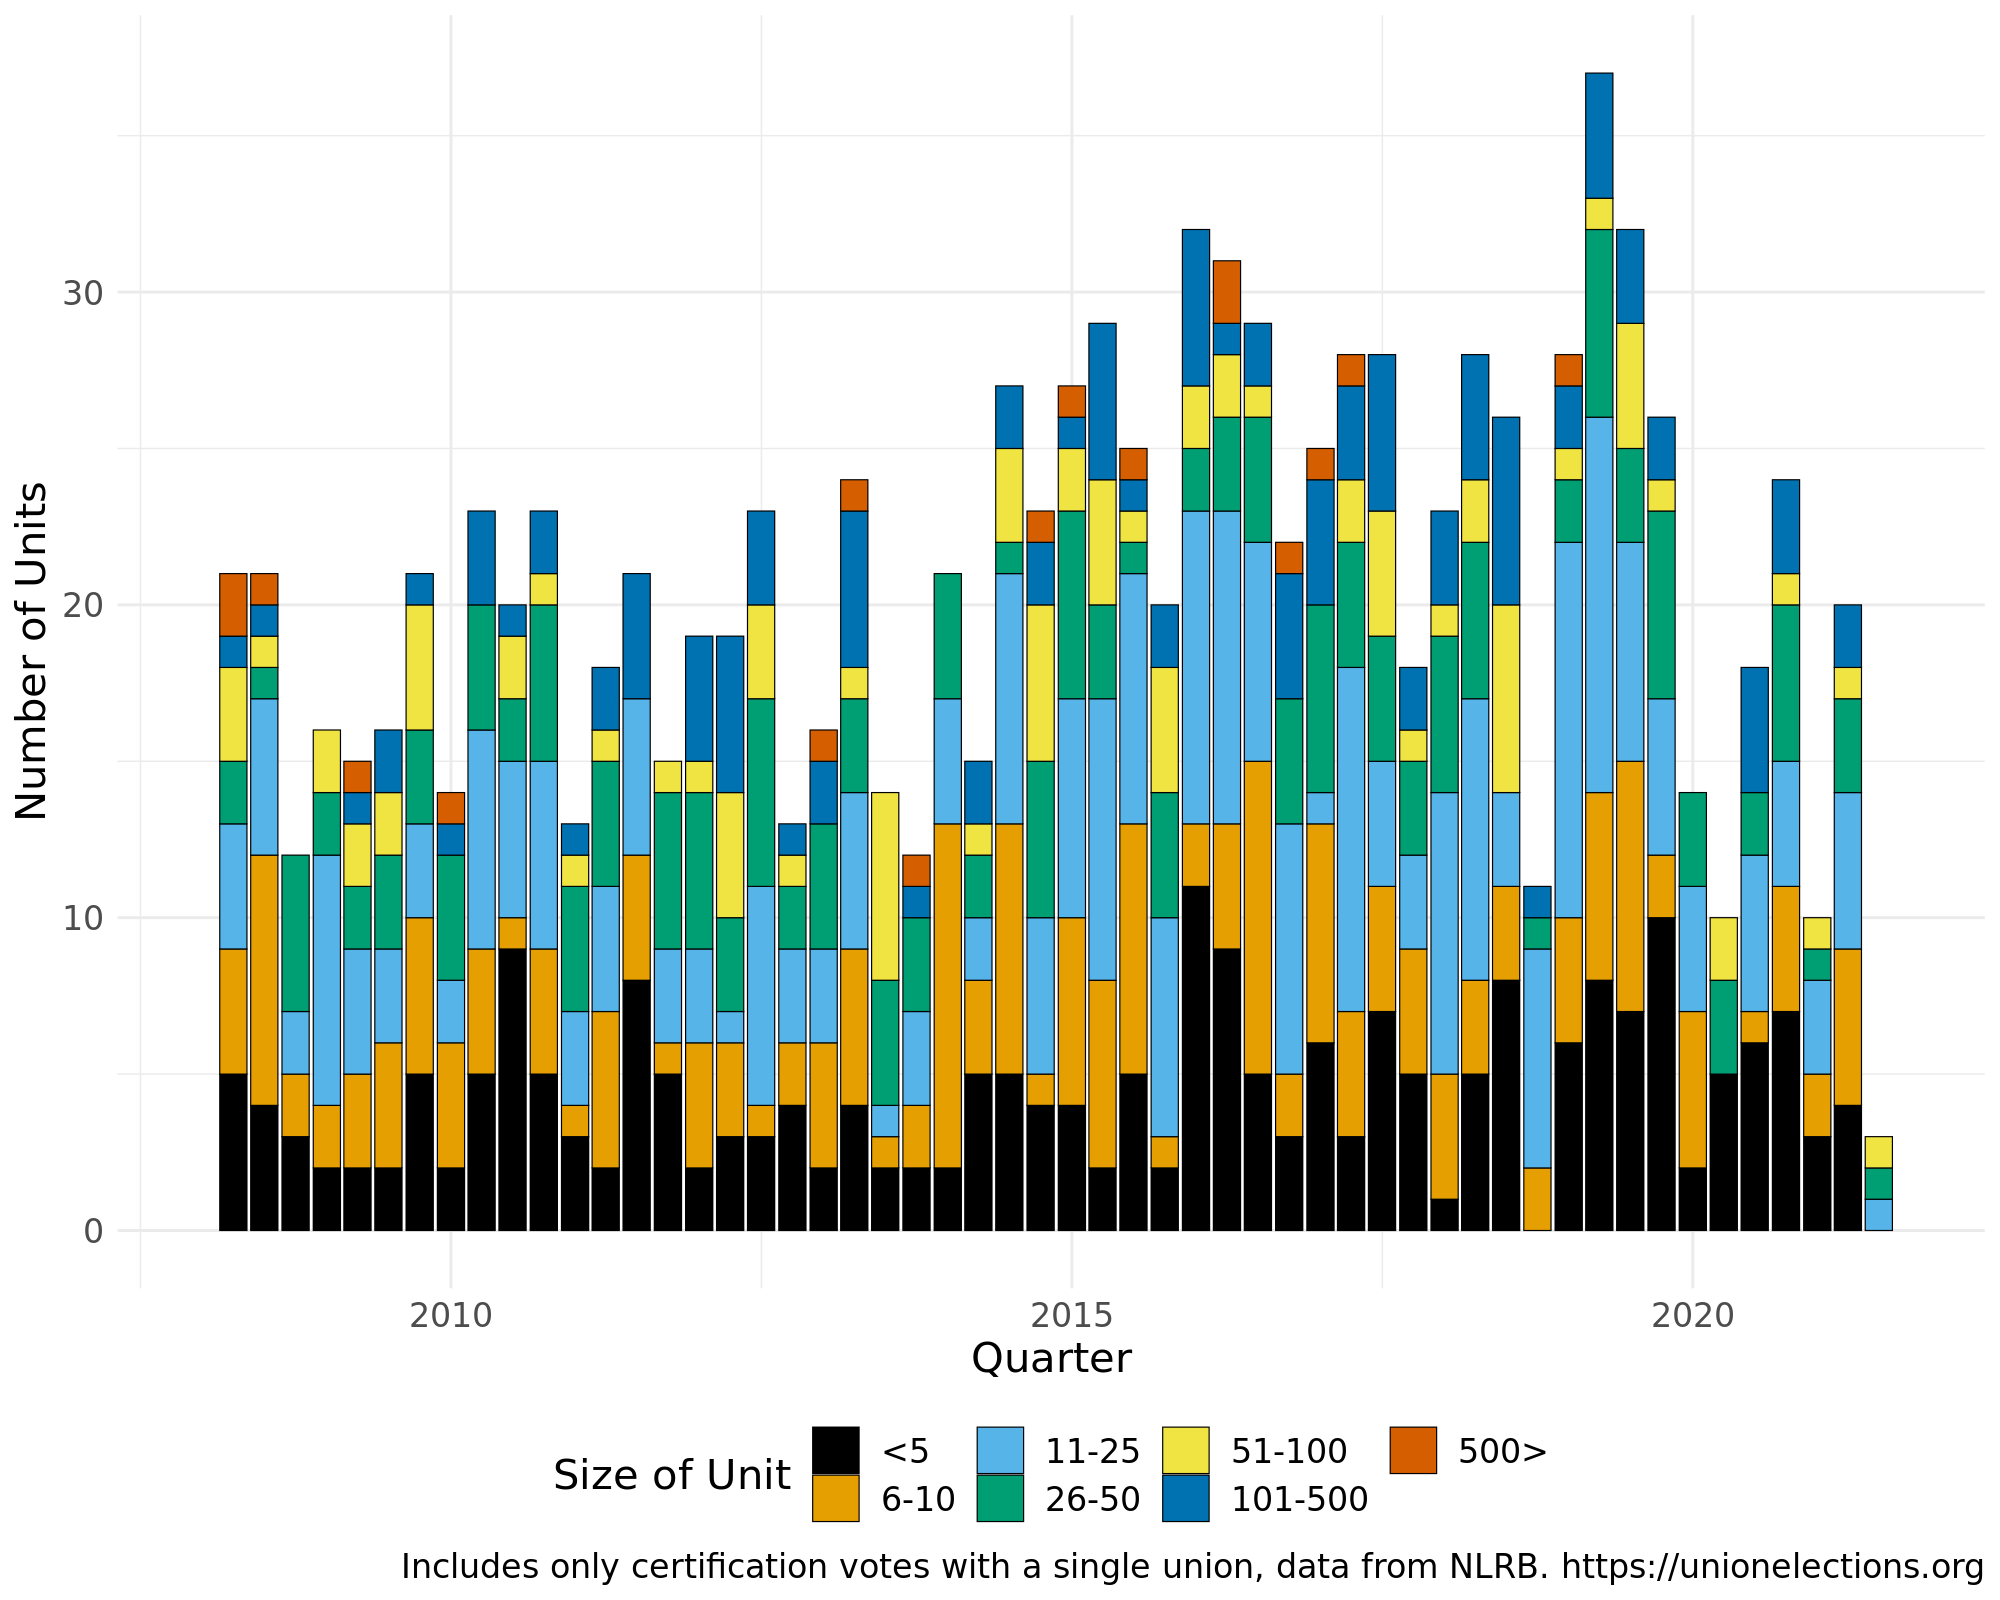 30
20
10
0
Number of Units
2010 2015 2020
Quarter
Size of Unit
<5 11-25 51-100 500>
6-10 26-50 101-500
Includes only certification votes with a single union, data from NLRB. https://unionelections.org